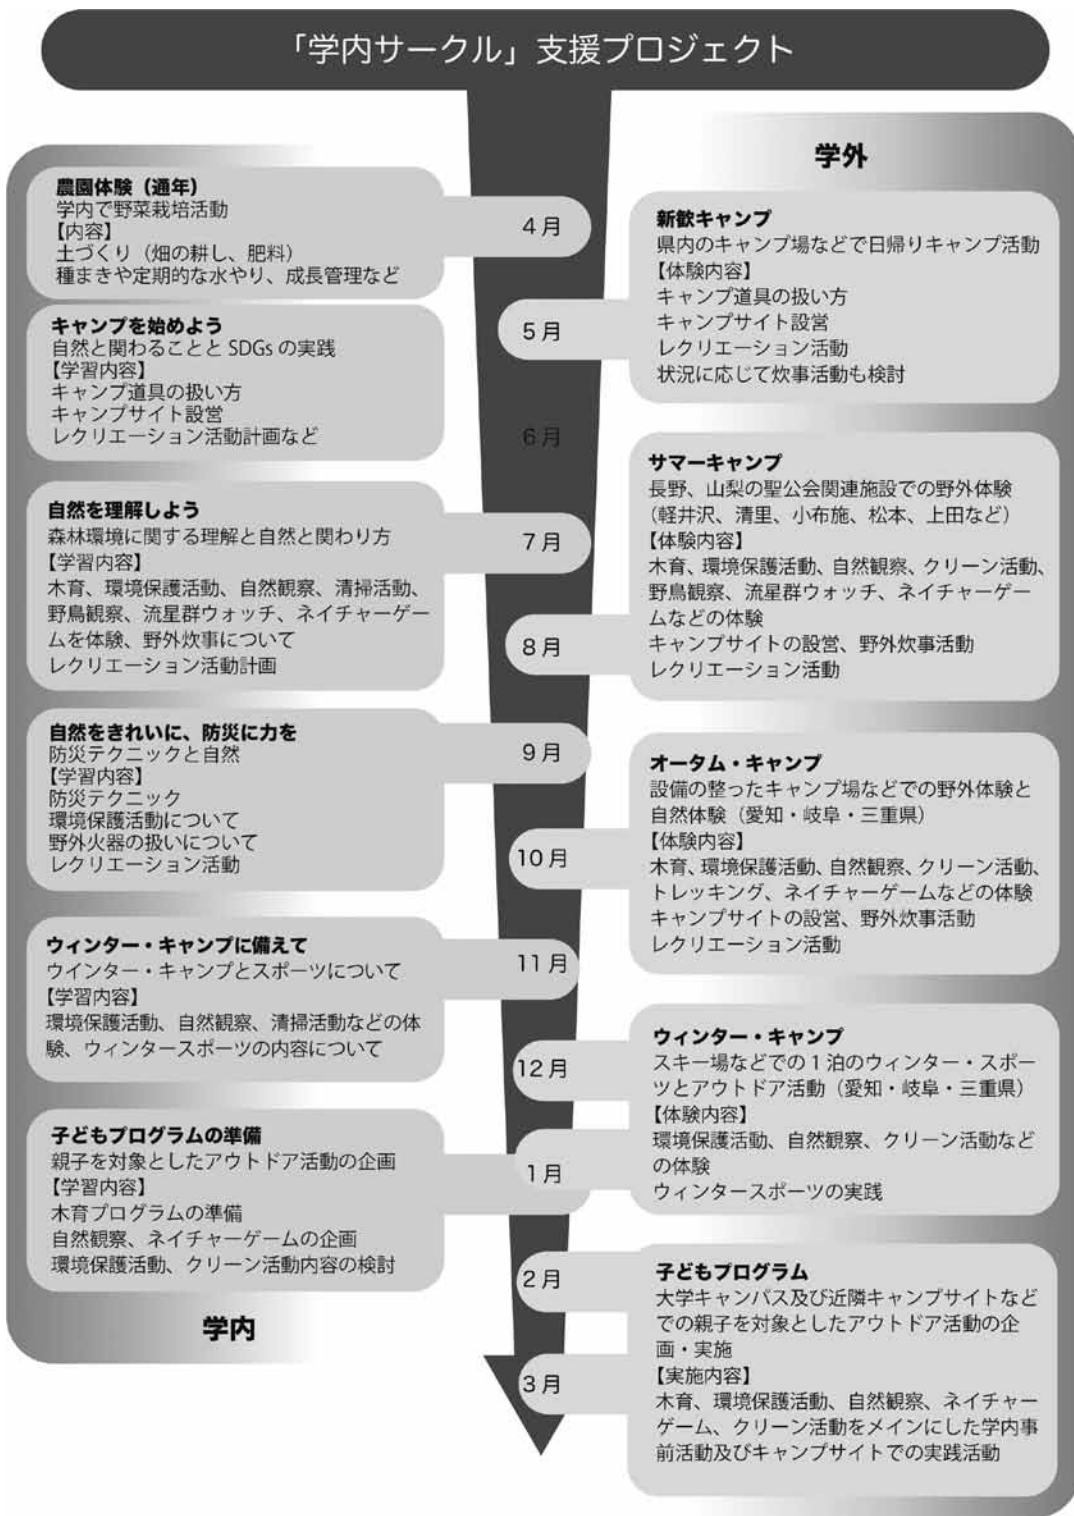 「学内サークル」支援プロジェクト
農園体験（通年）
学内で野菜栽培活動
【内容】
土づくり（畑の耕し、肥料）
種まきや定期的な水やり、成長管理など
キャンプを始めよう
自然と関わることと SDGs の実践
【学習内容】
キャンプ道具の扱い方
キャンプサイト設営
レクリエーション活動計画など
自然を理解しよう
森林環境に関する理解と自然と関わり方
【学習内容】
木育、環境保護活動、自然観察、清掃活動、
野鳥観察、流星群ウォッチ、ネイチャーゲー
ムを体験、野外炊事について
レクリエーション活動計画
自然をきれいに、防災に力を
防災テクニックと自然
【学習内容】
防災テクニック
環境保護活動について
野外火器の扱いについて
レクリエーション活動
ウィンター・キャンプに備えて
ウインター・キャンプとスポーツについて
【学習内容】
環境保護活動、自然観察、清掃活動などの体
験、ウィンタースポーツの内容について
子どもプログラムの準備
親子を対象としたアウトドア活動の企画
【学習内容】
木育プログラムの準備
自然観察、ネイチャーゲームの企画
環境保護活動、クリーン活動内容の検討
学内
4 月
5 月
6 月
7 月
8 月
9 月
10 月
11 月
12 月
1 月
2 月
3 月
学外
新歓キャンプ
県内のキャンプ場などで日帰りキャンプ活動
【体験内容】
キャンプ道具の扱い方
キャンプサイト設営
レクリエーション活動
状況に応じて炊事活動も検討
サマーキャンプ
長野、山梨の聖公会関連施設での野外体験
（軽井沢、清里、小布施、松本、上田など）
【体験内容】
木育、環境保護活動、自然観察、クリーン活動、
野鳥観察、流星群ウォッチ、ネイチャーゲー
ムなどの体験
キャンプサイトの設営、野外炊事活動
レクリエーション活動
オータム・キャンプ
設備の整ったキャンプ場などでの野外体験と
自然体験（愛知・岐阜・三重県）
【体験内容】
木育、環境保護活動、自然観察、クリーン活動、
トレッキング、ネイチャーゲームなどの体験
キャンプサイトの設営、野外炊事活動
レクリエーション活動
ウィンター・キャンプ
スキー場などでの 1 泊のウィンター・スポー
ツとアウトドア活動（愛知・岐阜・三重県）
【体験内容】
環境保護活動、自然観察、クリーン活動など
の体験
ウィンタースポーツの実践
子どもプログラム
大学キャンパス及び近隣キャンプサイトなど
での親子を対象としたアウトドア活動の企
画・実施
【実施内容】
木育、環境保護活動、自然観察、ネイチャー
ゲーム、クリーン活動をメインにした学内事
前活動及びキャンプサイトでの実践活動